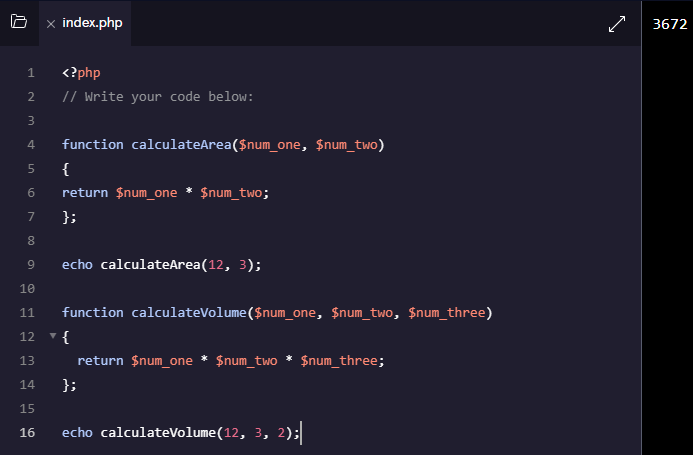 index.php
3672
1 <?php
2 // Write your code below:
3
4 function calculateArea($num_one, $num_two)
5 {
6 return $num_one * $num_two;
7 };
8
9 echo calculateArea(12, 3);
10
11 function calculateVolume($num_one, $num_two, $num_three)
12 {
13   return $num_one * $num_two * $num_three;
14 };
15
16 echo calculateVolume(12, 3, 2);